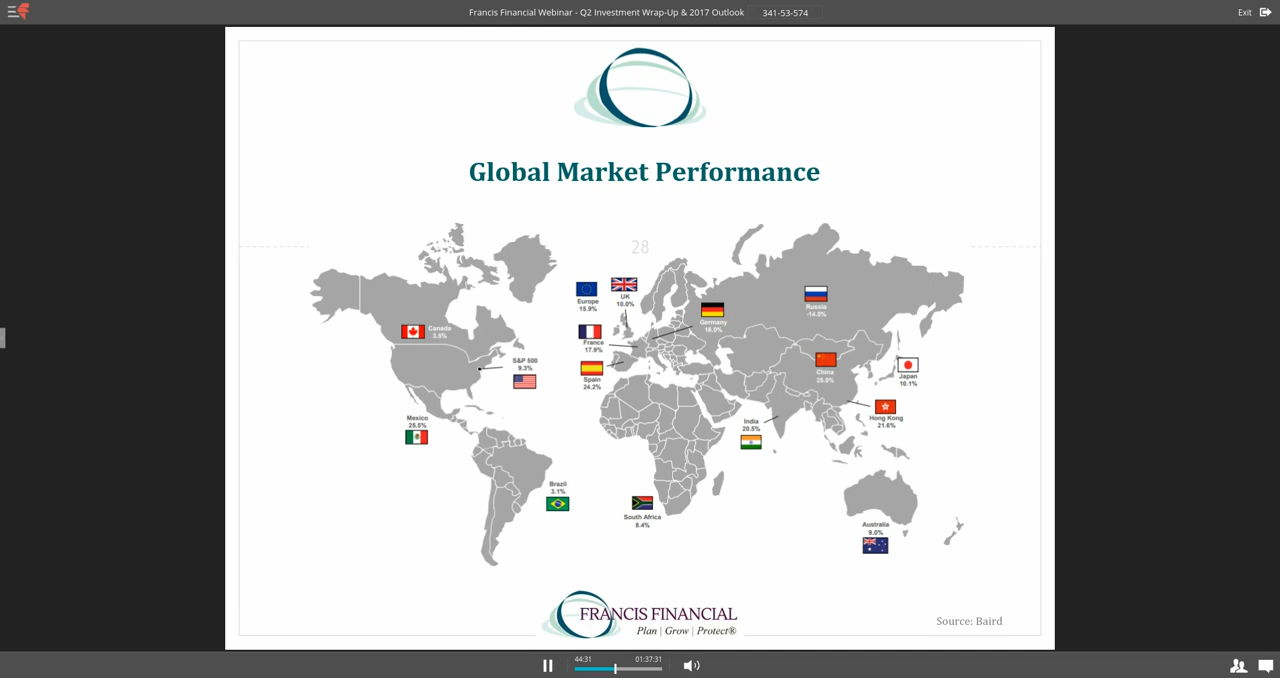 Francis Financial Webinar - Q2 Investment Wrap-Up & 2017 Outlook 341-53-574
Exit
Global Market Performance
28
Europe
15.9%
UK
10.0%
Germany
16.0%
Russia
-14.0%
Canada
3.5%
France
17.9%
S&P 500
9.3%
Spain
24.2%
China
25.0%
Japan
10.1%
Mexico
25.5%
India
20.5%
Hong Kong
21.6%
Brazil
3.1%
South Africa
8.4%
Australia
9.0%
FRANCIS FINANCIAL
Plan | Grow | Protect®
Source: Baird
44:31
01:37:31